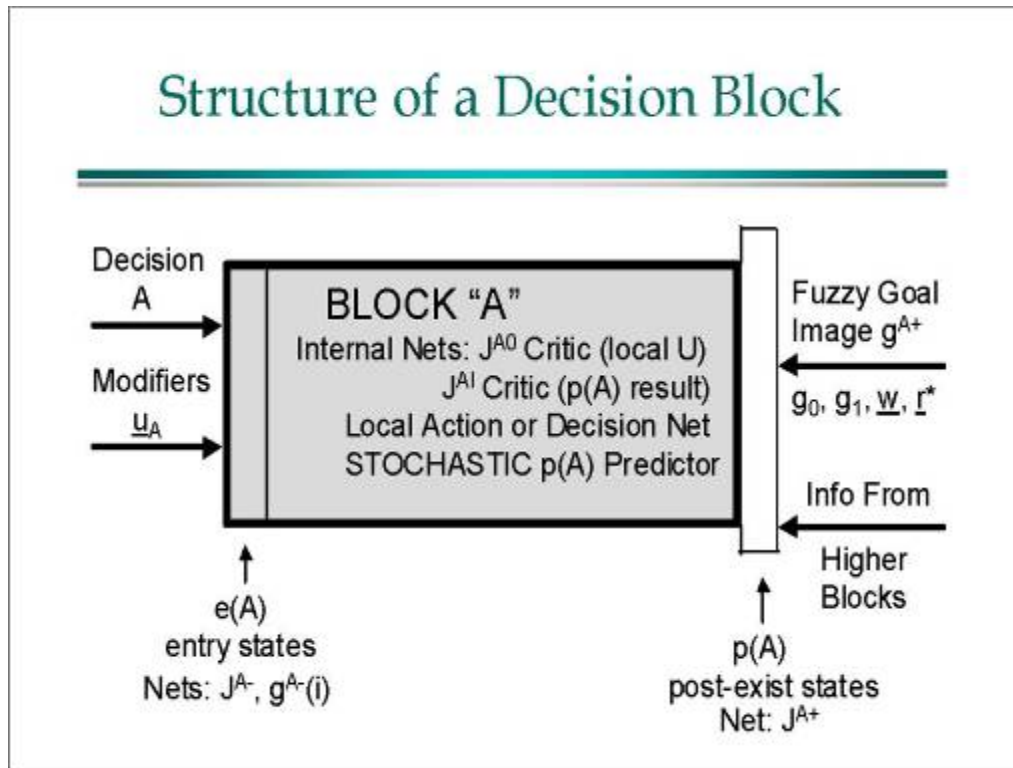 Structure of a Decision Block
Decision
A
Modifiers
u_A
BLOCK “A”
Internal Nets: J^A0 Critic (local U)
J^AI Critic (p(A) result)
Local Action or Decision Net
STOCHASTIC p(A) Predictor
Fuzzy Goal
Image g^A+
g₀, g₁, w, r*
Info From
Higher
Blocks
e(A)
entry states
Nets: J^A-, g^A-(i)
p(A)
post-exist states
Net: J^A+